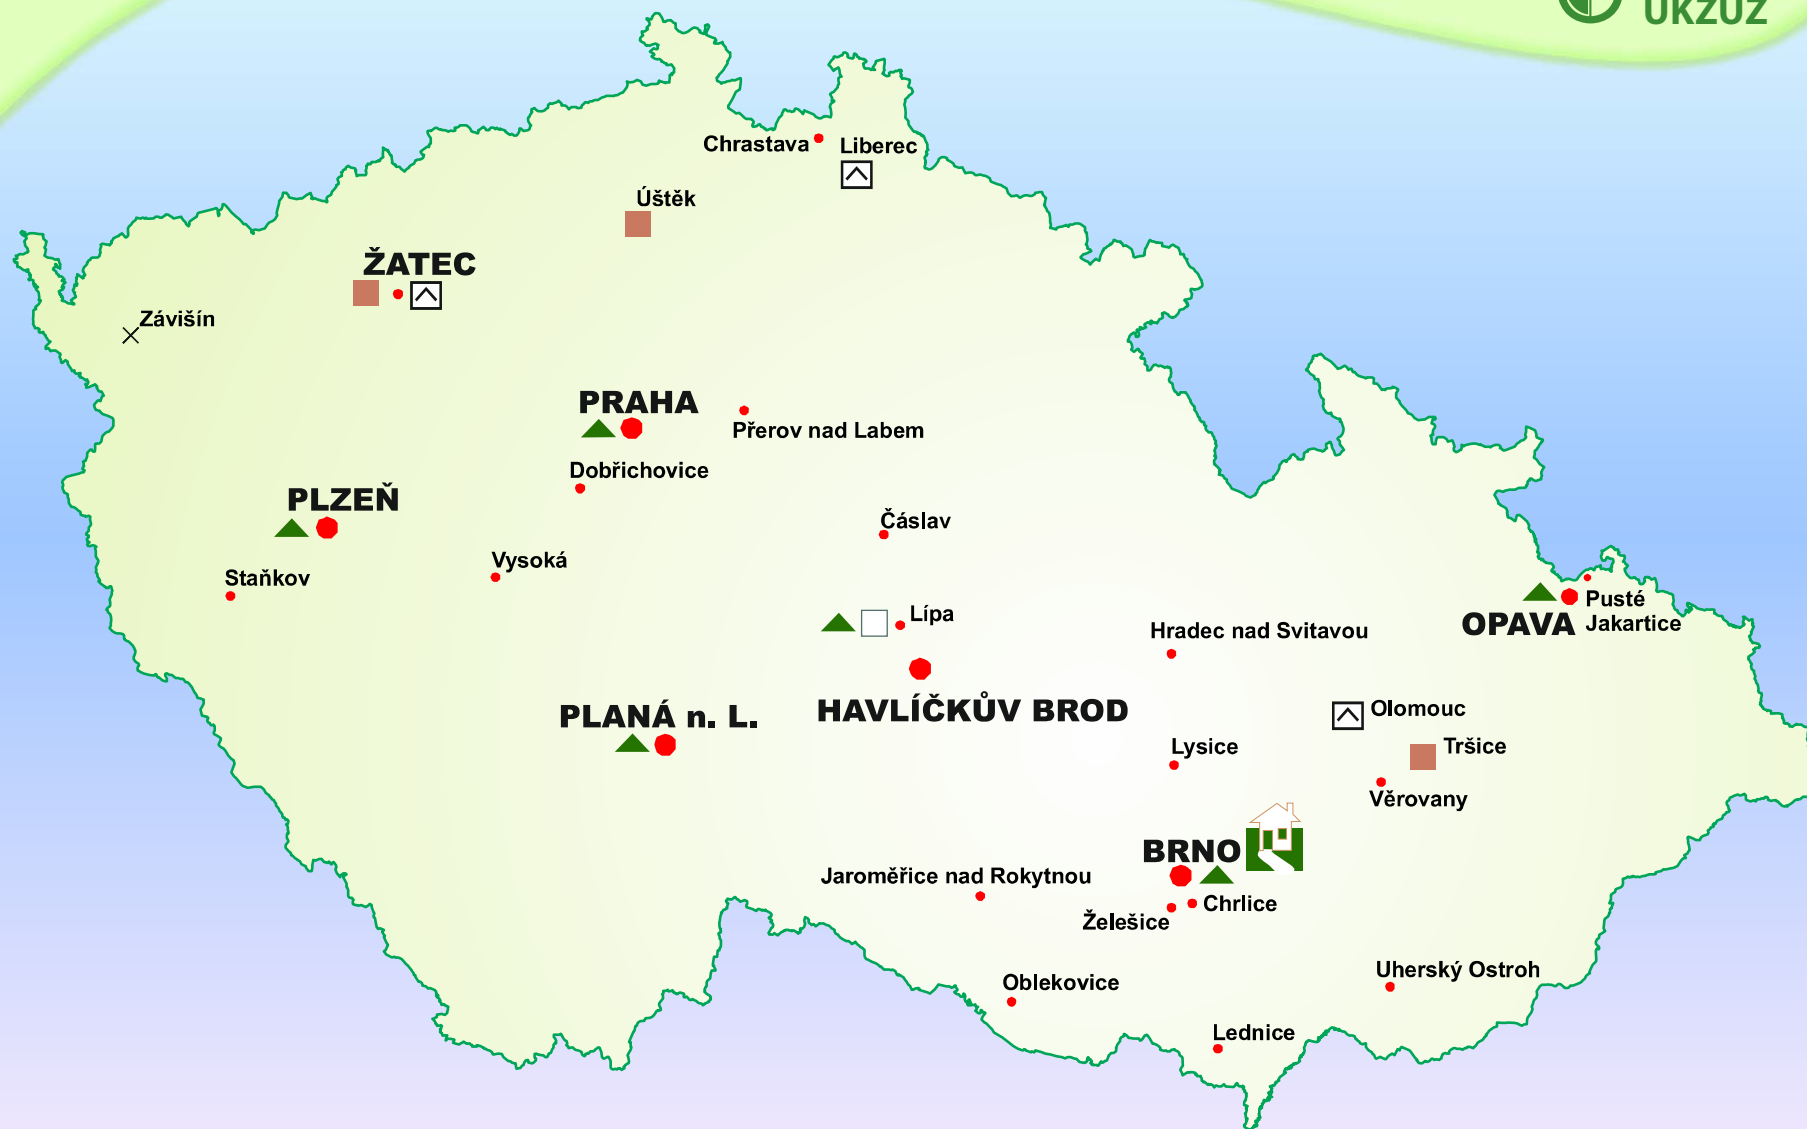 ÚKZÚZ
Chrastava
Liberec
Úštěk
ŽATEC
Závišín
PRAHA
Přerov nad Labem
Dobřichovice
PLZEŇ
Čáslav
Vysoká
Staňkov
Lípa
Pusté
Jakartice
OPAVA
Hradec nad Svitavou
HAVLÍČKŮV BROD
PLANÁ n. L.
Olomouc
Lysice
Tršice
Věrovany
BRNO
Jaroměřice nad Rokytnou
Chrlice
Želešice
Uherský Ostroh
Oblekovice
Lednice